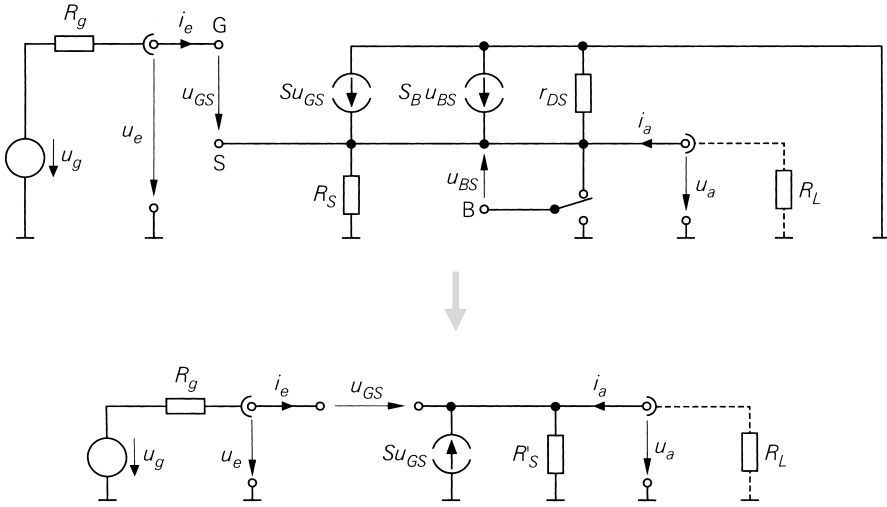 R_g
i_e
G
u_GS
Su_GS
S_B u_BS
r_DS
u_e
i_a
S
u_g
R_S
u_BS
B
u_a
R_L
R_g
i_e
u_GS
i_a
u_g
u_e
Su_GS
R'_S
u_a
R_L